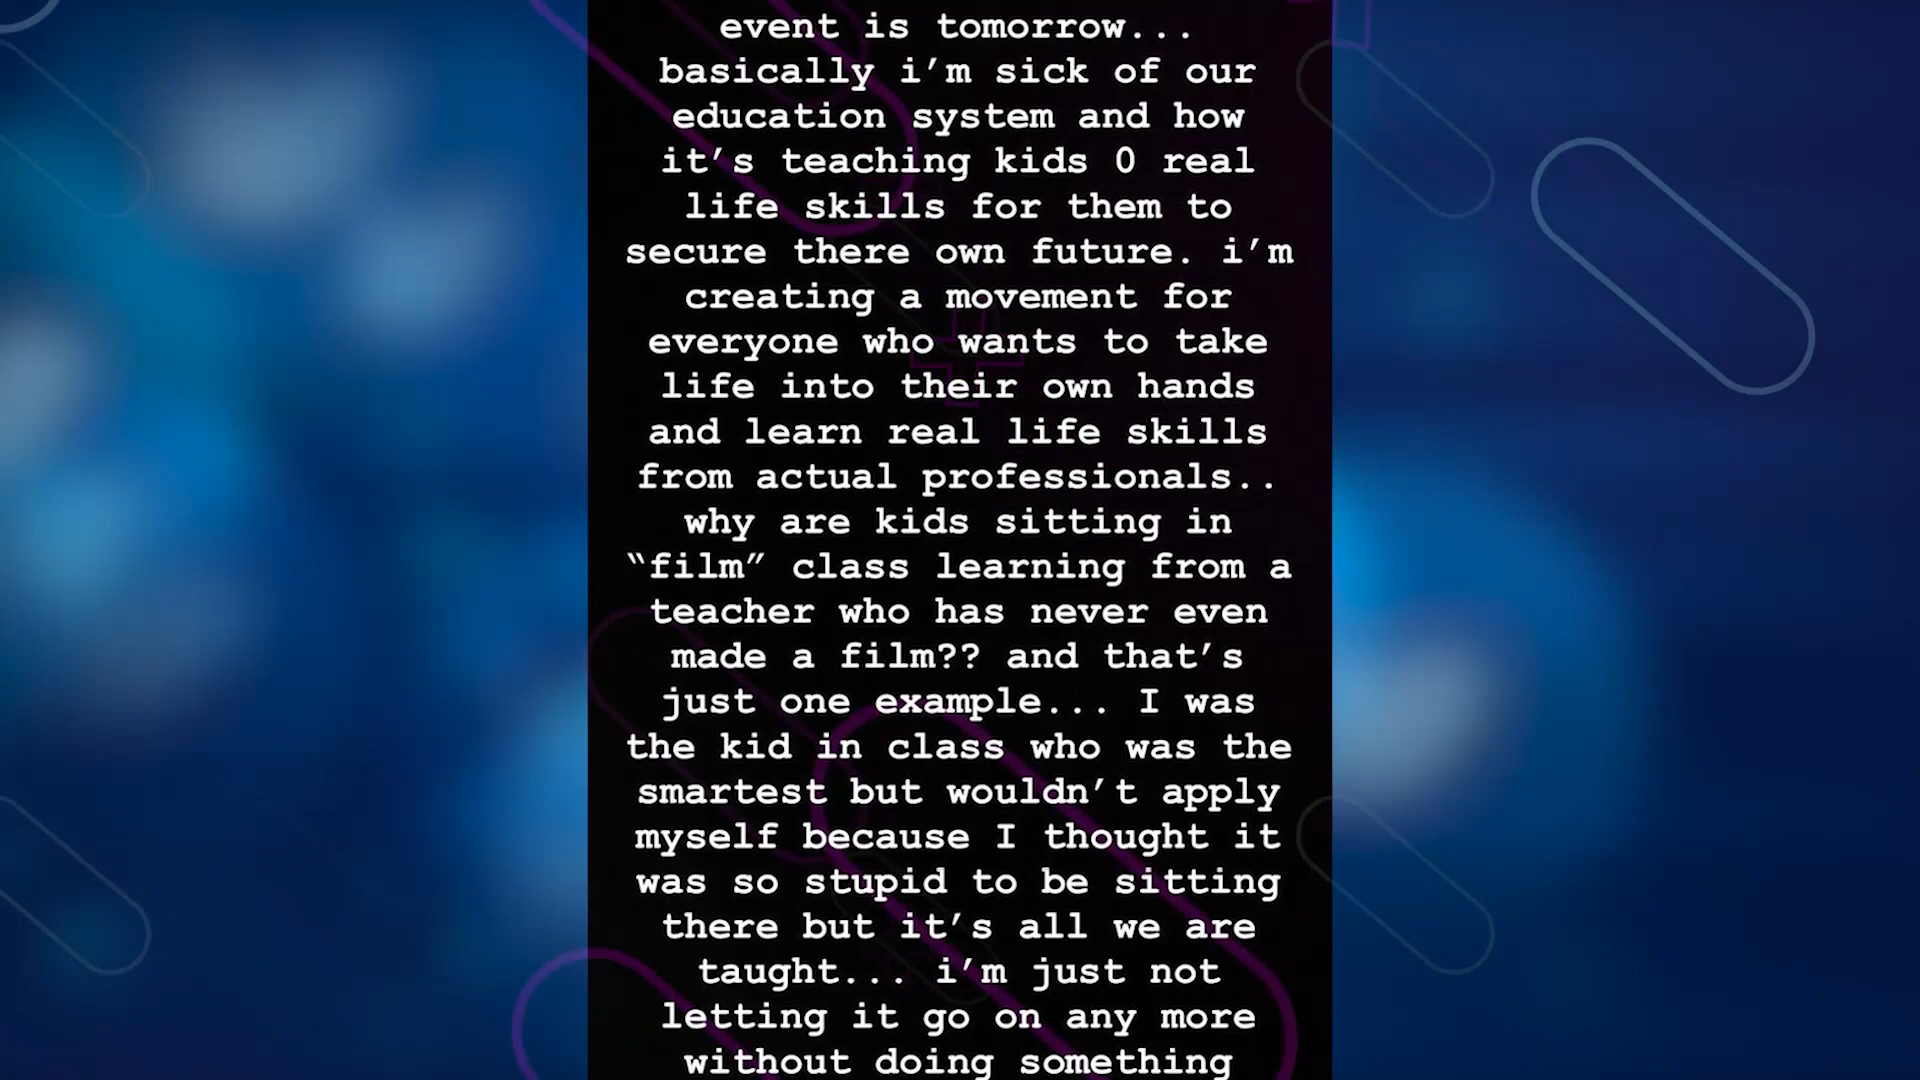 event is tomorrow...
basically i’m sick of our
education system and how
it’s teaching kids 0 real
life skills for them to
secure there own future. i’m
creating a movement for
everyone who wants to take
life into their own hands
and learn real life skills
from actual professionals..
why are kids sitting in
“film” class learning from a
teacher who has never even
made a film?? and that’s
just one example... I was
the kid in class who was the
smartest but wouldn’t apply
myself because I thought it
was so stupid to be sitting
there but it’s all we are
taught... i’m just not
letting it go on any more
without doing something